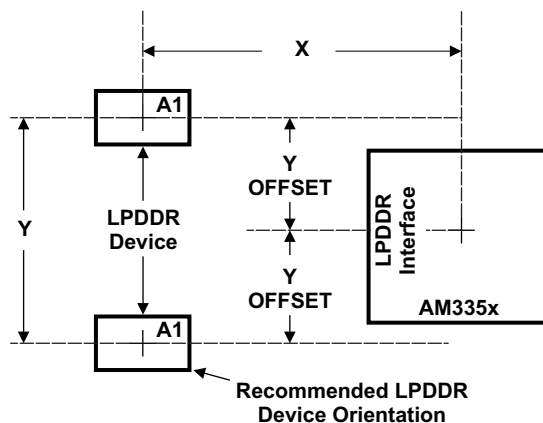 X
A1
Y
OFFSET
Y
LPDDR
Device
LPDDR
Interface
Y
OFFSET
AM335x
A1
Recommended LPDDR
Device Orientation